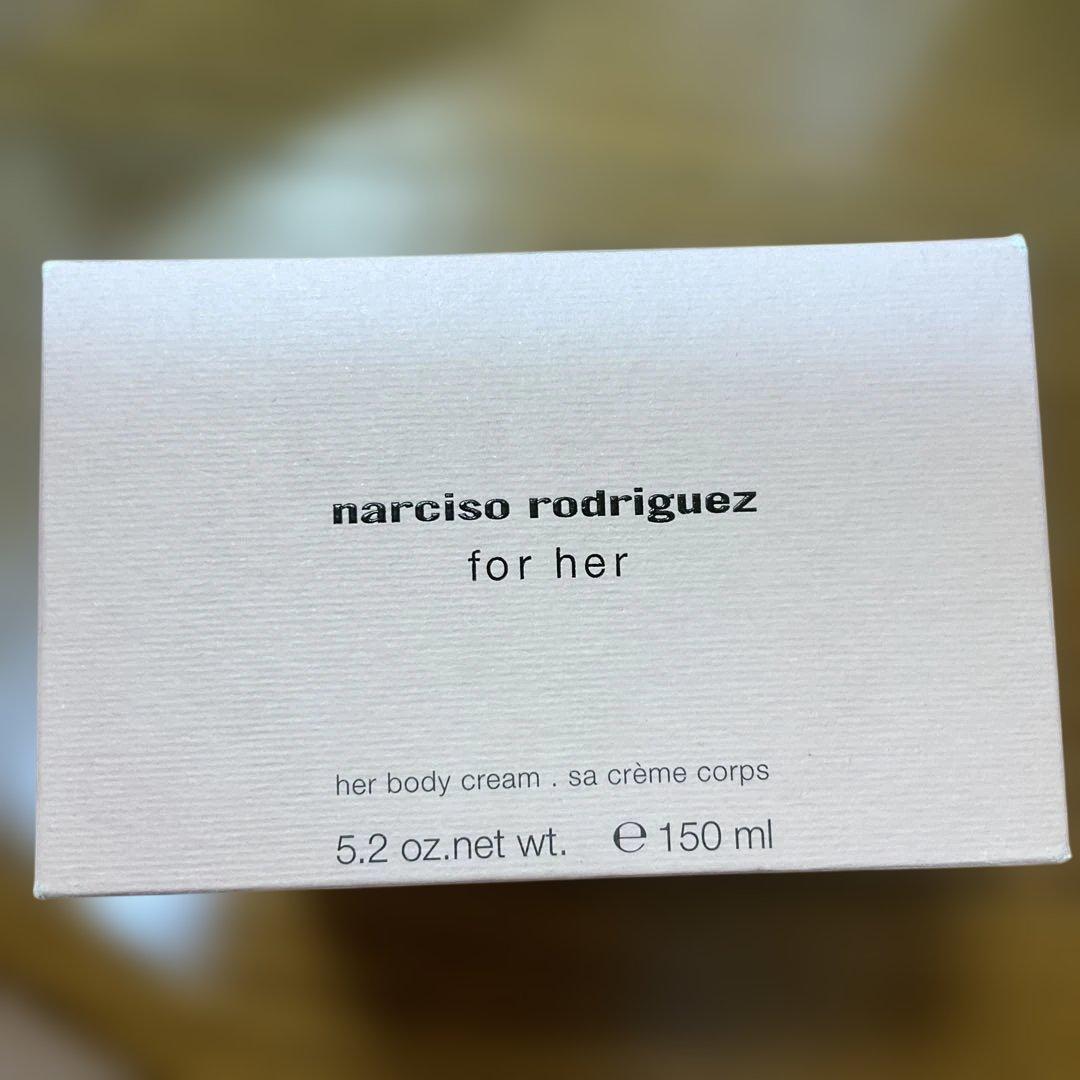 narciso rodriguez
for her
her body cream . sa crème corps
5.2 oz.net wt. ℮ 150 ml